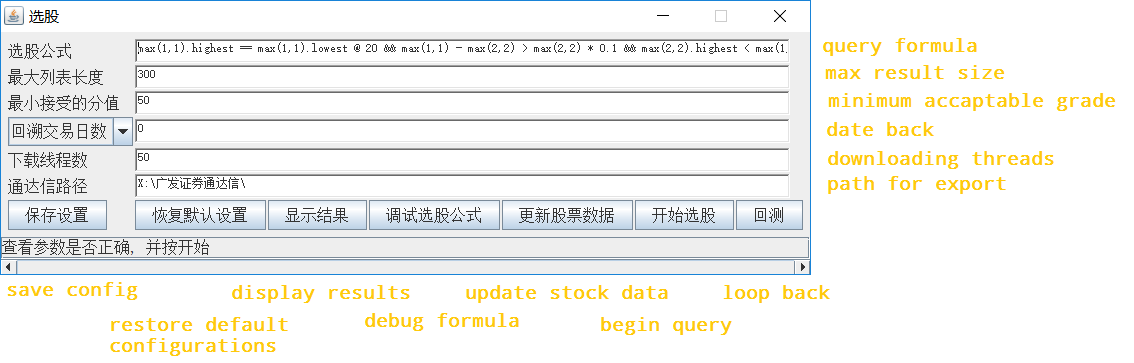 选股
选股公式 max(1,1).highest == max(1,1).lowest @ 20 && max(1,1) - max(2,2) > max(2,2) * 0.1 && max(2,2).highest < max(1, query formula
最大列表长度 300 max result size
最小接受的分值 50 minimum accaptable grade
回溯交易日数 0 date back
下载线程数 50 downloading threads
通达信路径 X:\广发证券通达信\ path for export
保存设置 恢复默认设置 显示结果 调试选股公式 更新股票数据 开始选股 回测
查看参数是否正确，并按开始
save config display results update stock data loop back
restore default debug formula begin query
configurations